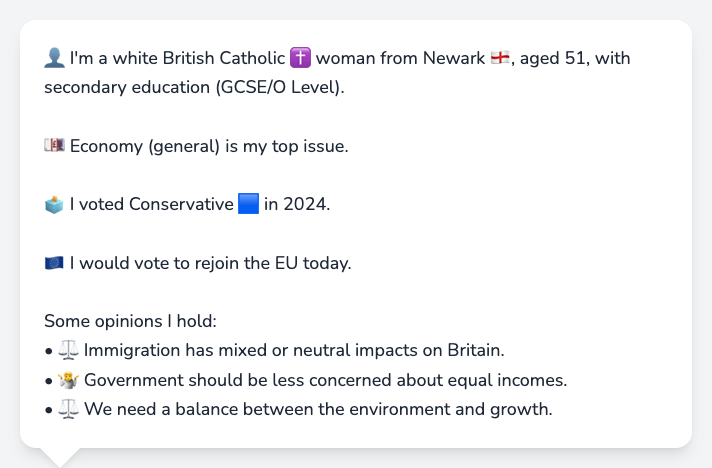 👤 I'm a white British Catholic ✝️ woman from Newark 🏴󠁧󠁢󠁥󠁮󠁧󠁿, aged 51, with
secondary education (GCSE/O Level).
💷 Economy (general) is my top issue.
🗳️ I voted Conservative 🟦 in 2024.
🇪🇺 I would vote to rejoin the EU today.
Some opinions I hold:
• ⚖️ Immigration has mixed or neutral impacts on Britain.
• 🤷 Government should be less concerned about equal incomes.
• ⚖️ We need a balance between the environment and growth.